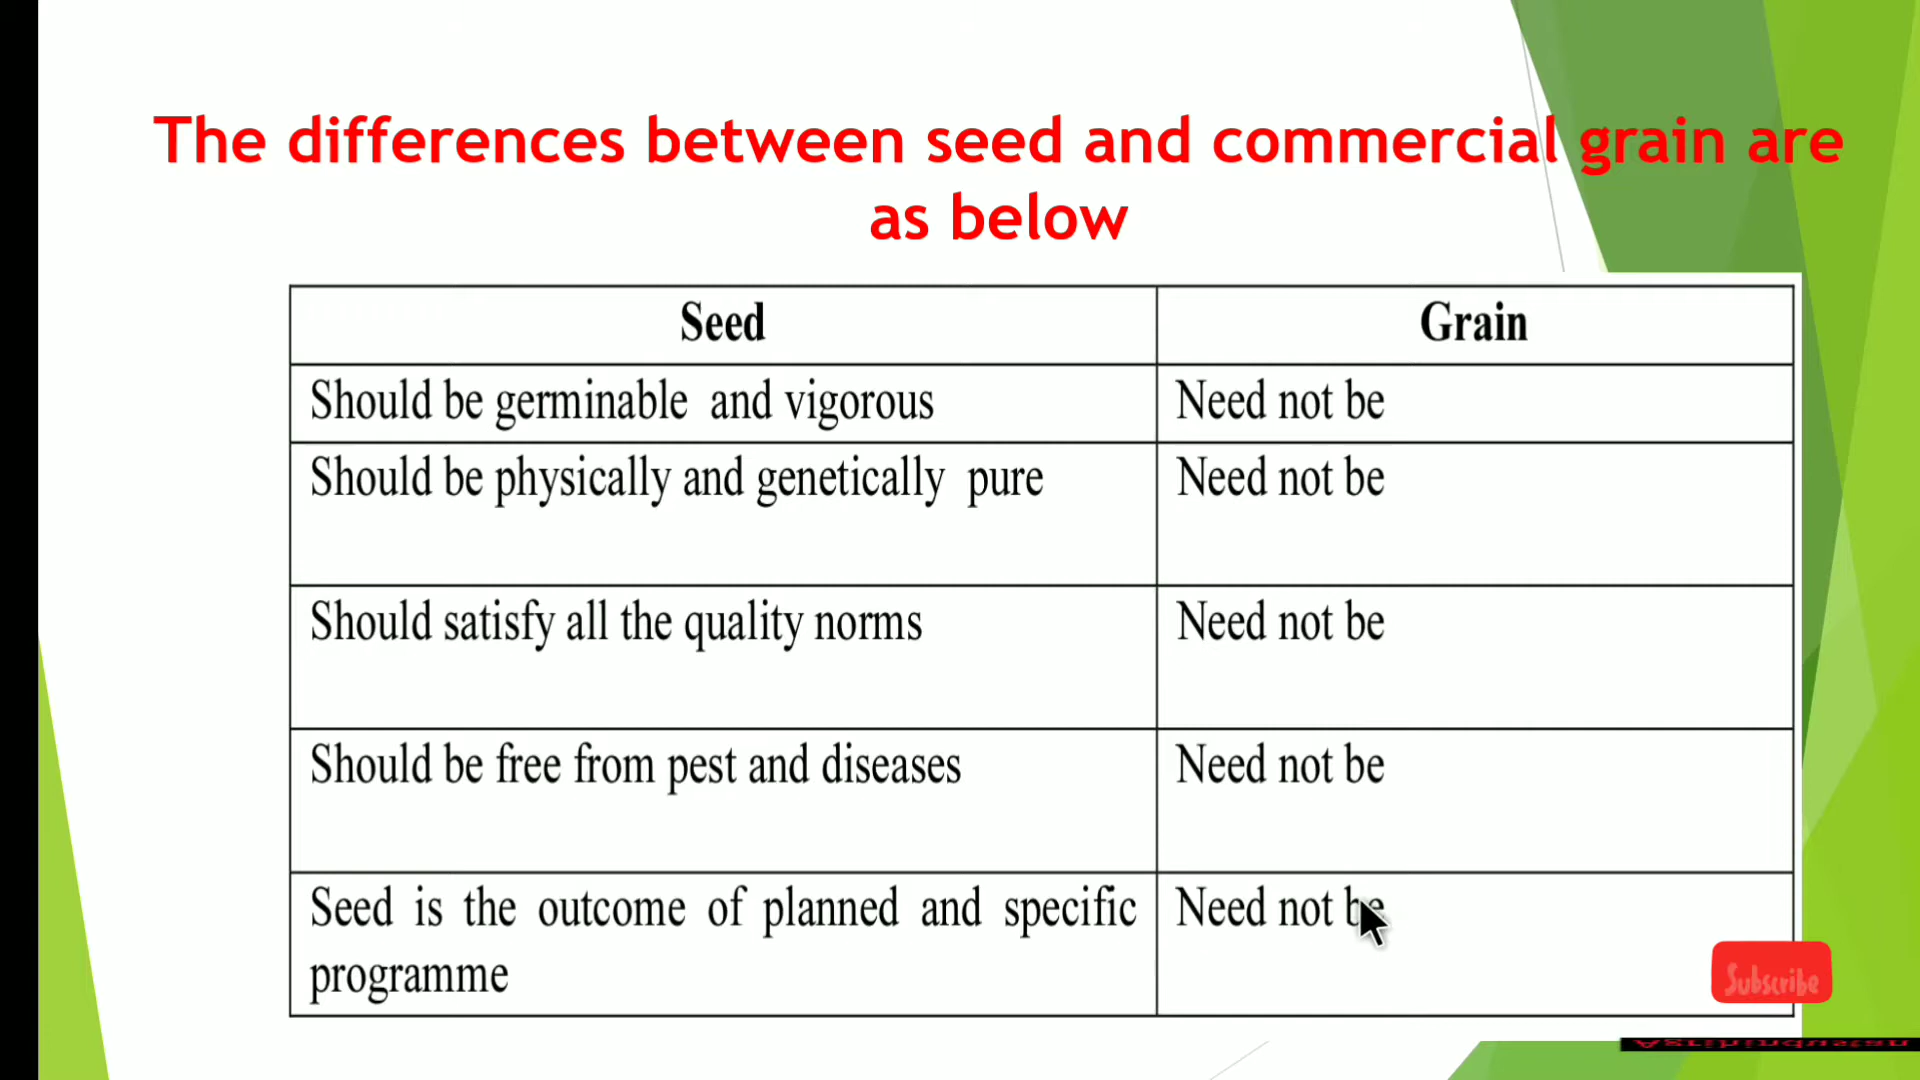 The differences between seed and commercial grain are
as below
Seed
Grain
Should be germinable and vigorous
Need not be
Should be physically and genetically pure
Need not be
Should satisfy all the quality norms
Need not be
Should be free from pest and diseases
Need not be
Seed is the outcome of planned and specific
programme
Need not be
Subscribe
Agrihindustan